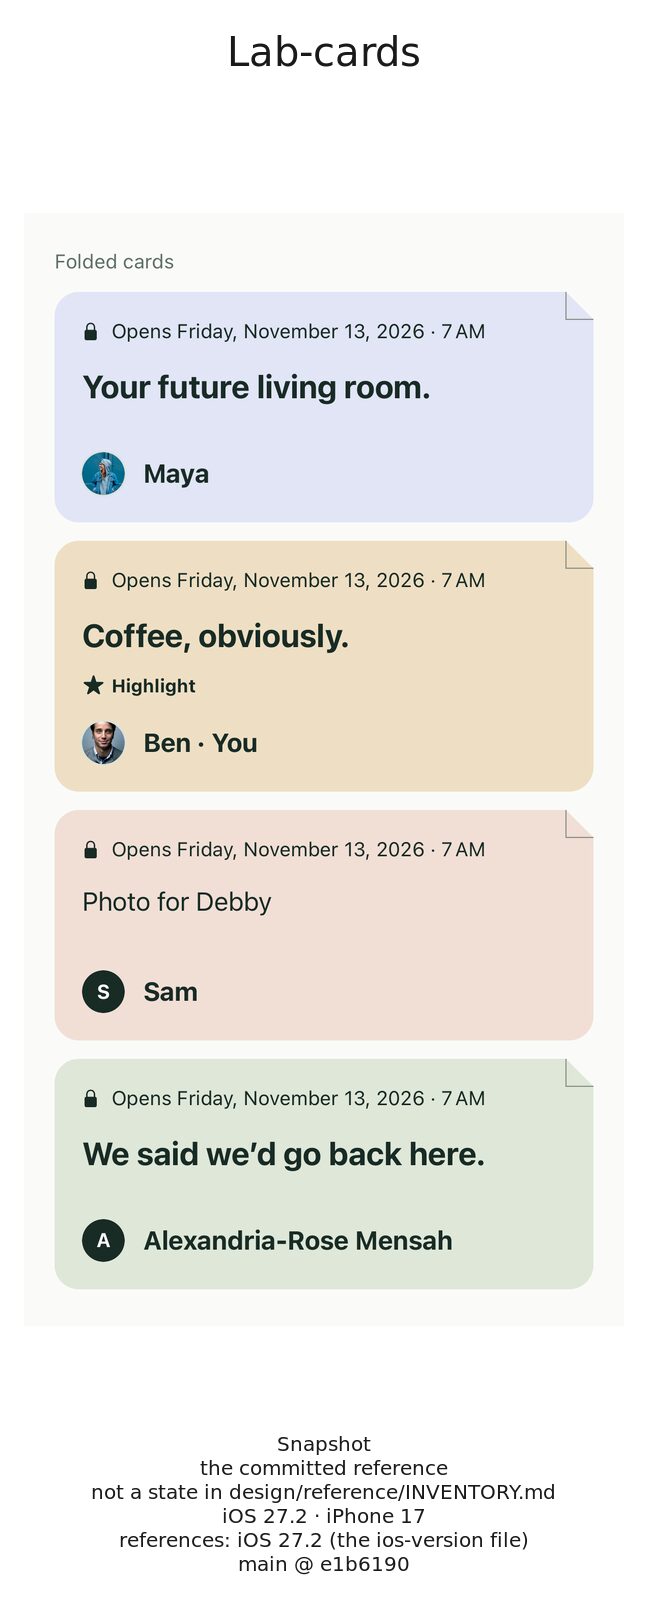 Lab-cards
Folded cards
Opens Friday, November 13, 2026 · 7 AM
Your future living room.
Maya
Opens Friday, November 13, 2026 · 7 AM
Coffee, obviously.
Highlight
Ben · You
Opens Friday, November 13, 2026 · 7 AM
Photo for Debby
S Sam
Opens Friday, November 13, 2026 · 7 AM
We said we’d go back here.
A Alexandria-Rose Mensah
Snapshot
the committed reference
not a state in design/reference/INVENTORY.md
iOS 27.2 · iPhone 17
references: iOS 27.2 (the ios-version file)
main @ e1b6190